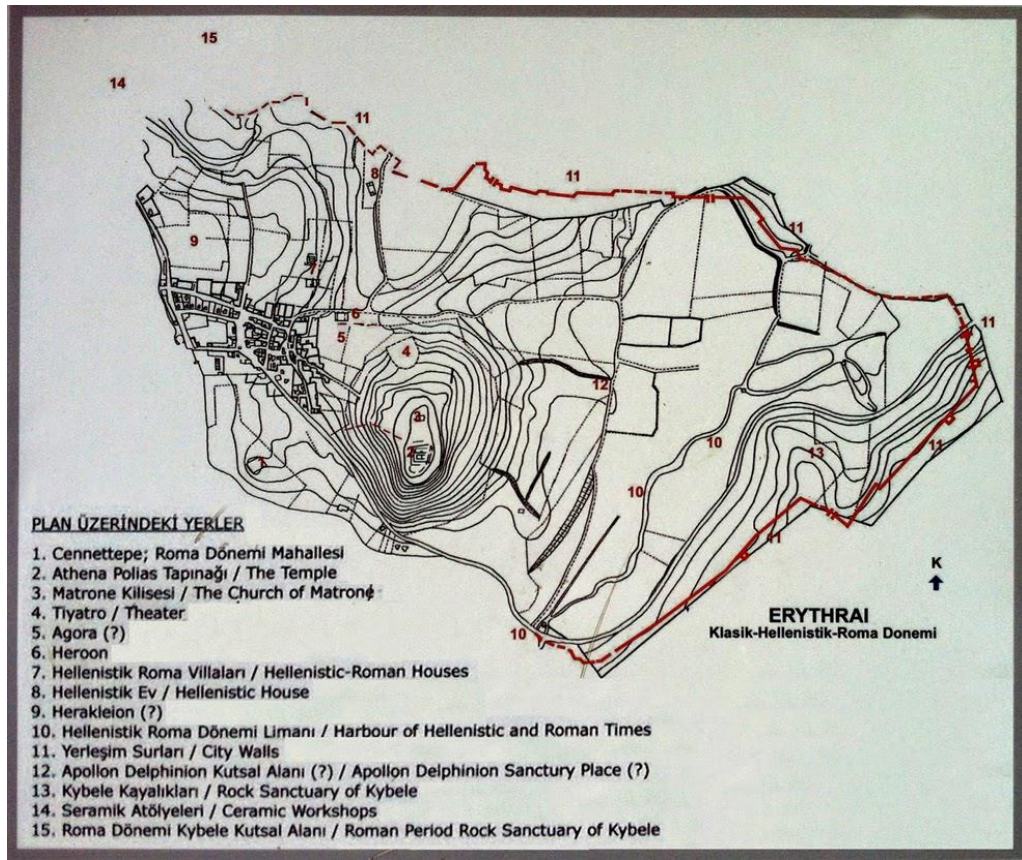 15
14
11
8
11
11
9
7
6
5
11
4
12
3
2
10
11
13
1
10
11
PLAN ÜZERİNDEKİ YERLER
1. Cennettepe; Roma Dönemi Mahallesi
2. Athena Polias Tapınağı / The Temple
3. Matrone Kilisesi / The Church of Matrone
4. Tiyatro / Theater
5. Agora (?)
6. Heroon
7. Hellenistik Roma Villaları / Hellenistic-Roman Houses
8. Hellenistik Ev / Hellenistic House
9. Herakleion (?)
10. Hellenistik Roma Dönemi Limanı / Harbour of Hellenistic and Roman Times
11. Yerleşim Surları / City Walls
12. Apollon Delphinion Kutsal Alanı (?) / Apollon Delphinion Sanctury Place (?)
13. Kybele Kayalıkları / Rock Sanctuary of Kybele
14. Seramik Atölyeleri / Ceramic Workshops
15. Roma Dönemi Kybele Kutsal Alanı / Roman Period Rock Sanctuary of Kybele
10
K
ERYTHRAI
Klasik-Hellenistik-Roma Donemi